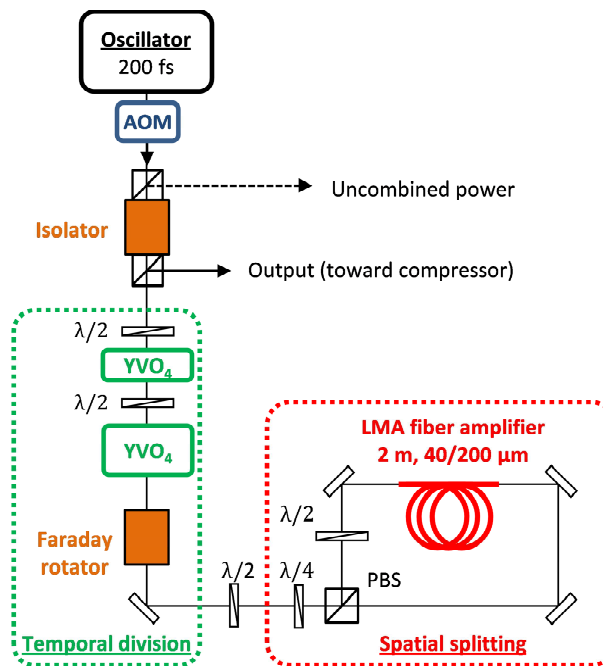 Oscillator
200 fs
AOM
Uncombined power
Isolator
Output (toward compressor)
λ/2
YVO₄
λ/2
YVO₄
LMA fiber amplifier
2 m, 40/200 μm
λ/2
Faraday
rotator
λ/2
λ/4
PBS
Temporal division
Spatial splitting